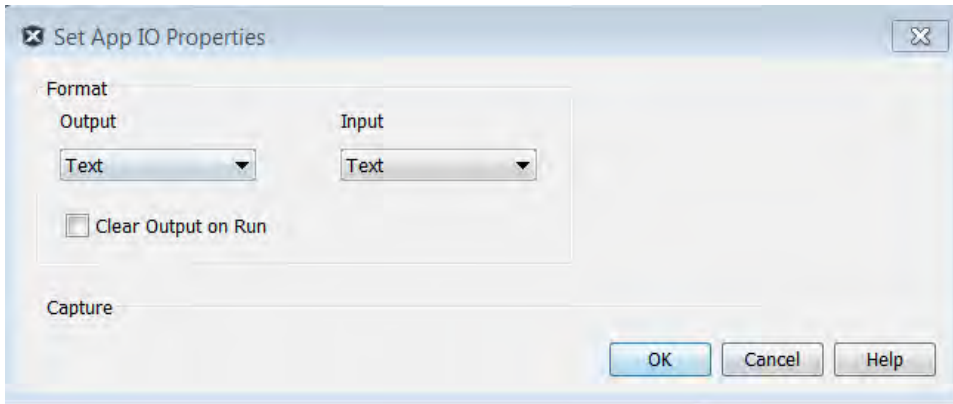 Set App IO Properties
Format
Output Input
Text Text
Clear Output on Run
Capture
OK Cancel Help